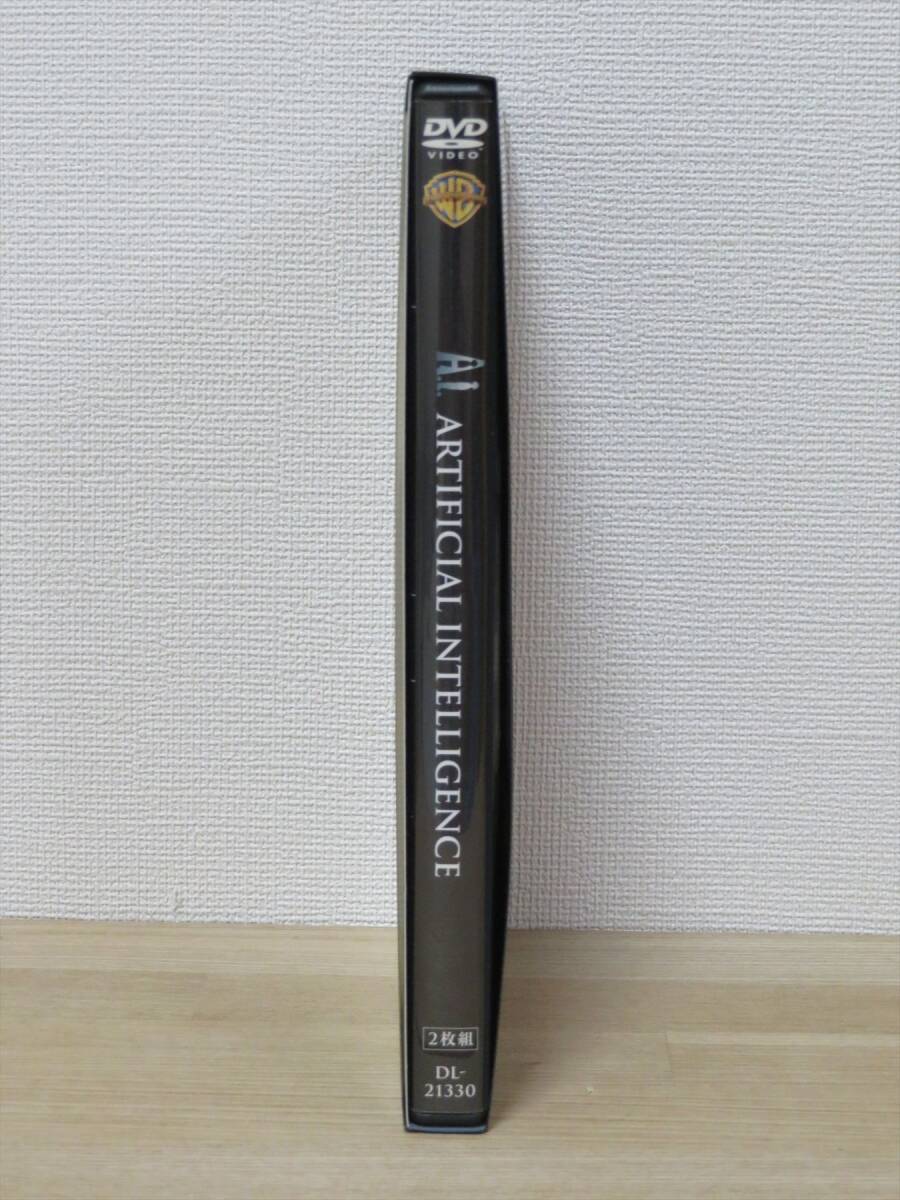 DVD
VIDEO
WB
A.I. ARTIFICIAL INTELLIGENCE
2枚組
DL-
21330